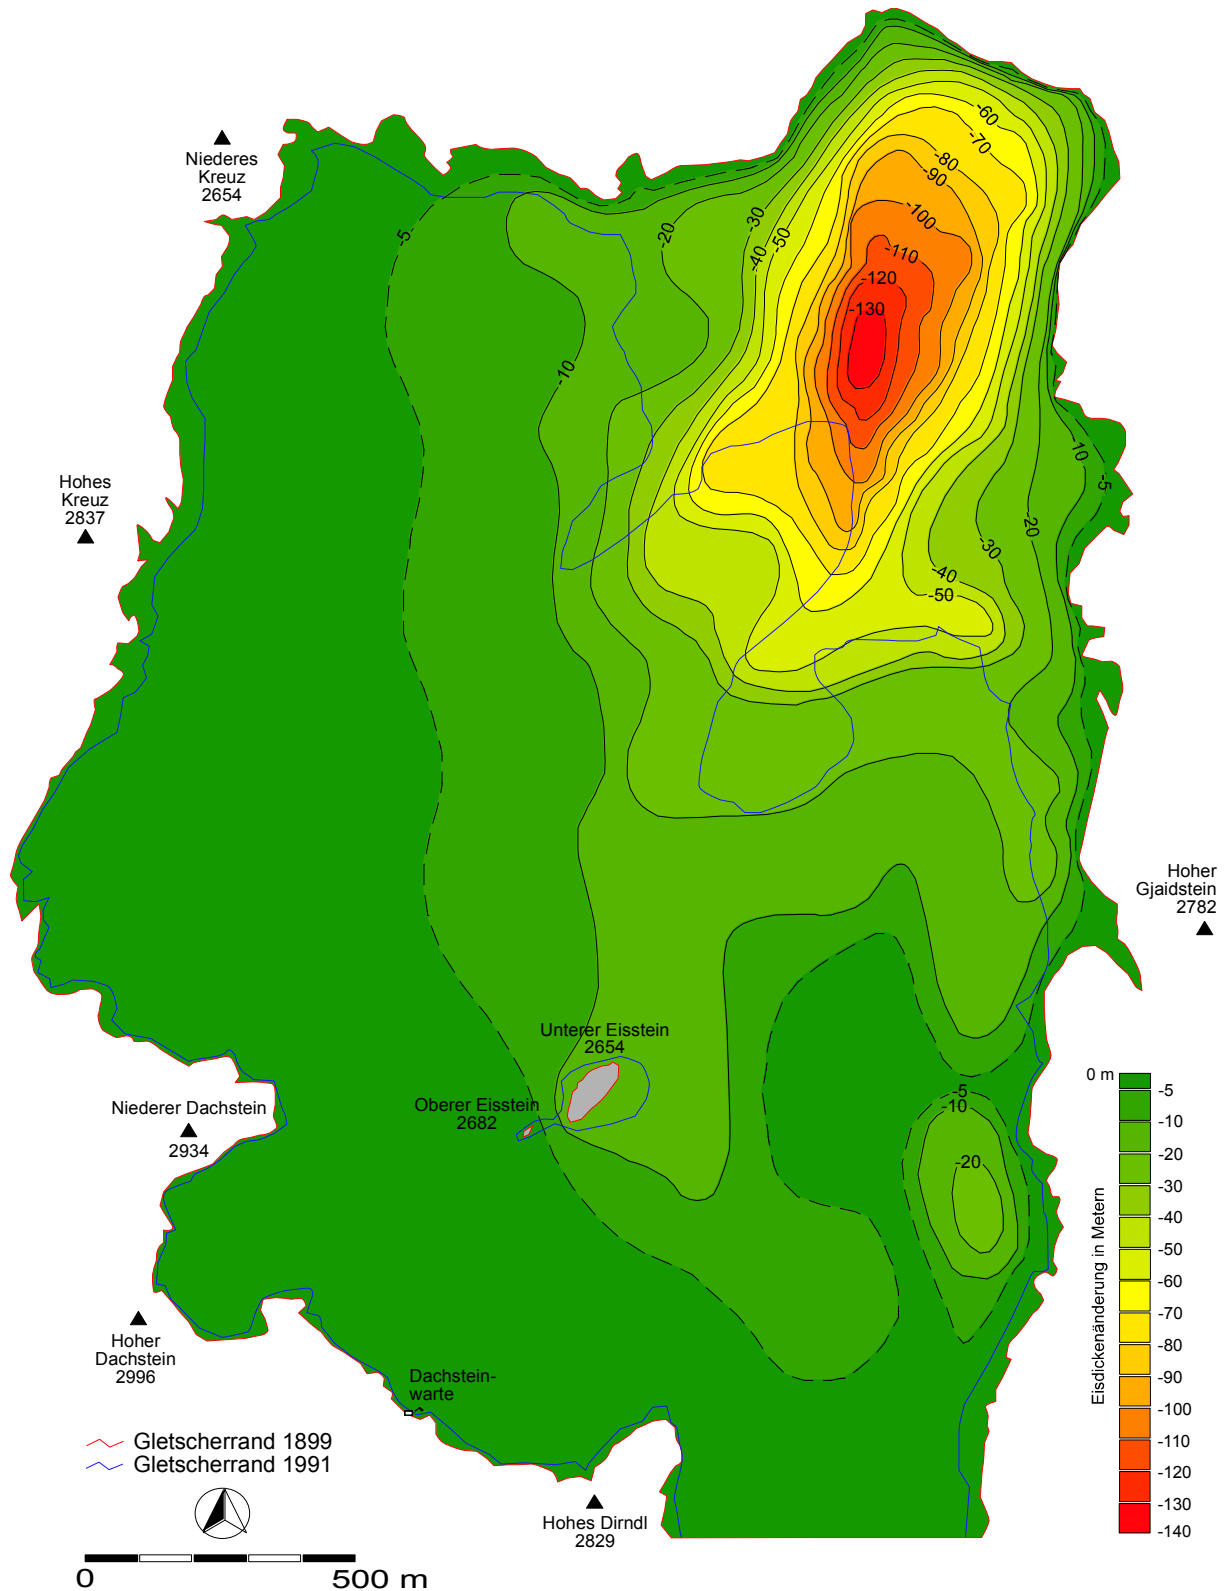 Niederes
Kreuz
2654
-60
-70
-80
-90
-100
-110
-120
-130
-30
-20
-50
-40
-5
-10
Hohes
Kreuz
2837
-10
-5
-20
-30
-40
-50
Hoher
Gjaidstein
2782
Unterer Eisstein
2654
Oberer Eisstein
2682
Niederer Dachstein
2934
-5
-10
-20
Hoher
Dachstein
2996
Dachstein-
warte
Hohes Dirndl
2829
Gletscherrand 1899
Gletscherrand 1991
0
500 m
Eisdickenänderung in Metern
0 m
-5
-10
-20
-30
-40
-50
-60
-70
-80
-90
-100
-110
-120
-130
-140